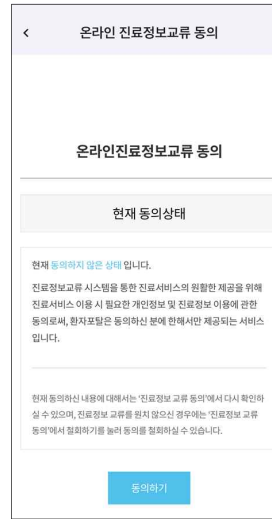 온라인 진료정보교류 동의
온라인진료정보교류 동의
현재 동의상태
현재 동의하지 않은 상태 입니다.
진료정보교류 시스템을 통한 진료서비스의 원활한 제공을 위해
진료서비스 이용 시 필요한 개인정보 및 진료정보 이용에 관한
동의로써, 환자포탈은 동의하신 분에 한해서만 제공되는 서비스
입니다.
현재 동의하신 내용에 대해서는 '진료정보 교류 동의'에서 다시 확인하
실 수 있으며, 진료정보 교류를 원치 않으신 경우에는 '진료정보 교류
동의'에서 철회하기를 눌러 동의를 철회하실 수 있습니다.
동의하기